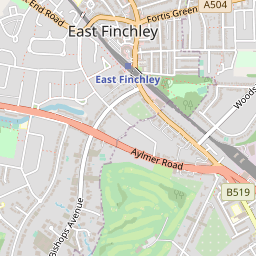 End Road
Fortis Green
A504
East Finchley
East Finchley
Woods
Aylmer Road
B519
Bishops Avenue